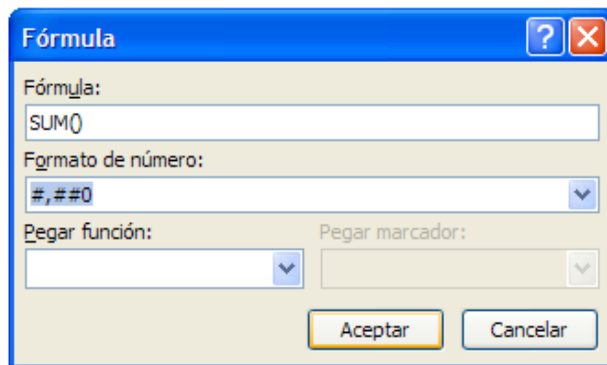 Fórmula
Fórmula:
SUM()
Formato de número:
#,##0
Pegar función: Pegar marcador:
Aceptar Cancelar